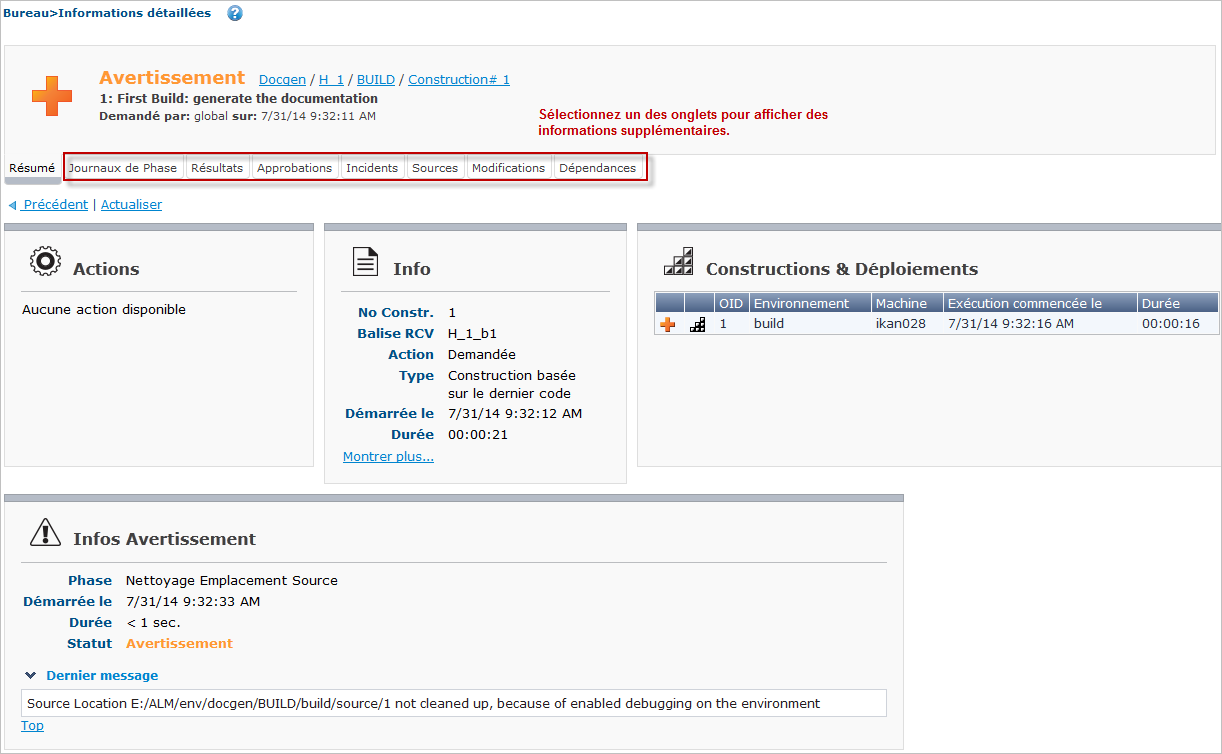 Bureau>Informations détaillées ?
Avertissement Docgen / H_1 / BUILD / Construction# 1
1: First Build: generate the documentation
Demandé par: global sur: 7/31/14 9:32:11 AM
Sélectionnez un des onglets pour afficher des
informations supplémentaires.
Résumé Journaux de Phase Résultats Approbations Incidents Sources Modifications Dépendances
Précédent | Actualiser
Actions
Aucune action disponible
Info
No Constr. 1
Balise RCV H_1_b1
Action Demandée
Type Construction basée
sur le dernier code
Démarrée le 7/31/14 9:32:12 AM
Durée 00:00:21
Montrer plus...
Constructions & Déploiements
OID Environnement Machine Exécution commencée le Durée
1 build ikan028 7/31/14 9:32:16 AM 00:00:16
Infos Avertissement
Phase Nettoyage Emplacement Source
Démarrée le 7/31/14 9:32:33 AM
Durée < 1 sec.
Statut Avertissement
Dernier message
Source Location E:/ALM/env/docgen/BUILD/build/source/1 not cleaned up, because of enabled debugging on the environment
Top